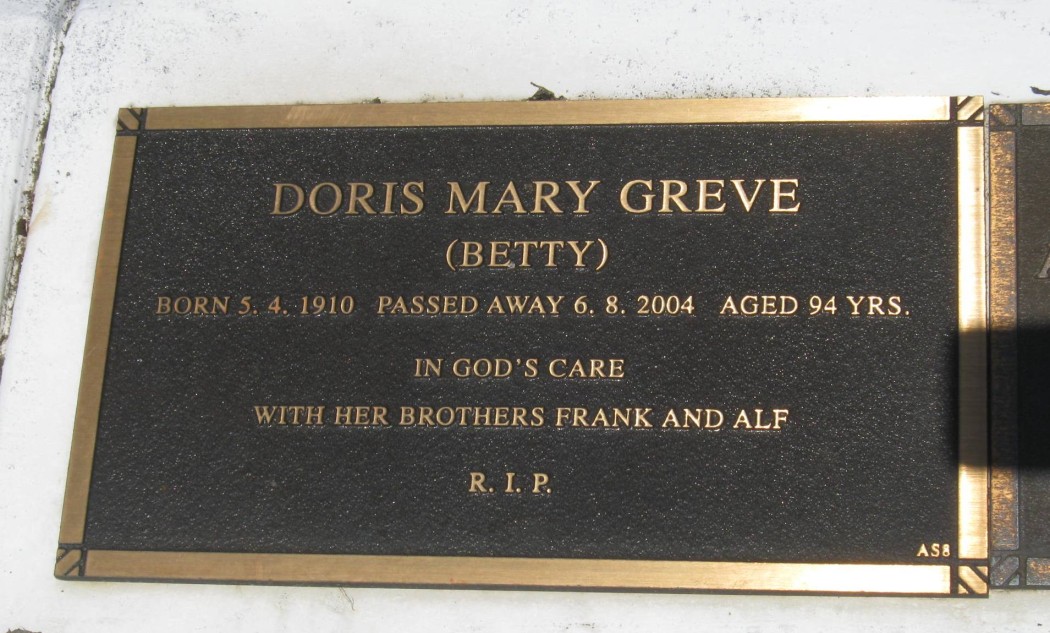 DORIS MARY GREVE
(BETTY)
BORN 5. 4. 1910 PASSED AWAY 6. 8. 2004 AGED 94 YRS.
IN GOD'S CARE
WITH HER BROTHERS FRANK AND ALF
R. I. P.
AS8